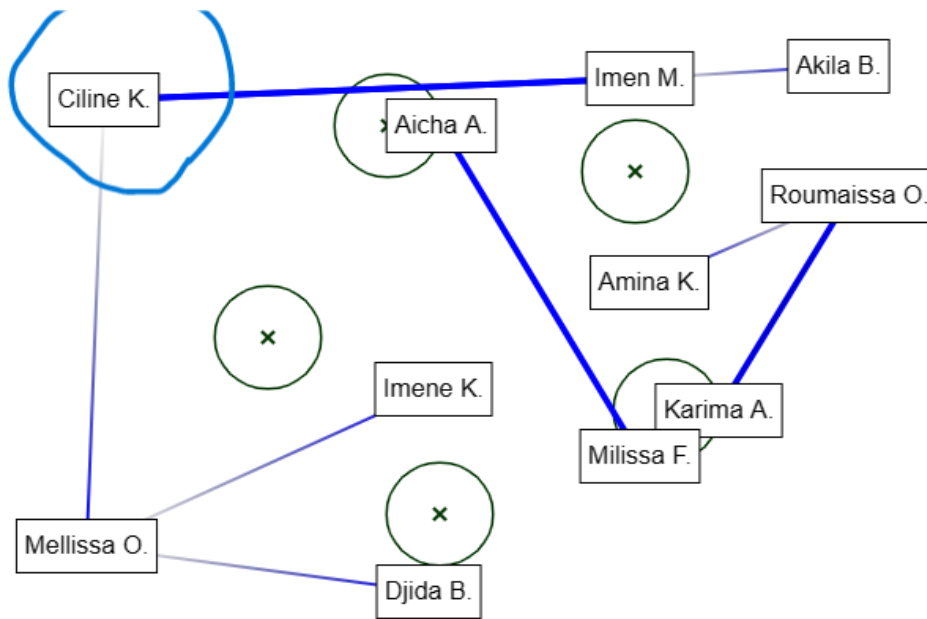 Ciline K.
Imen M.
Akila B.
Aicha A.
Roumaissa O.
Amina K.
Imene K.
Karima A.
Milissa F.
Mellissa O.
Djida B.